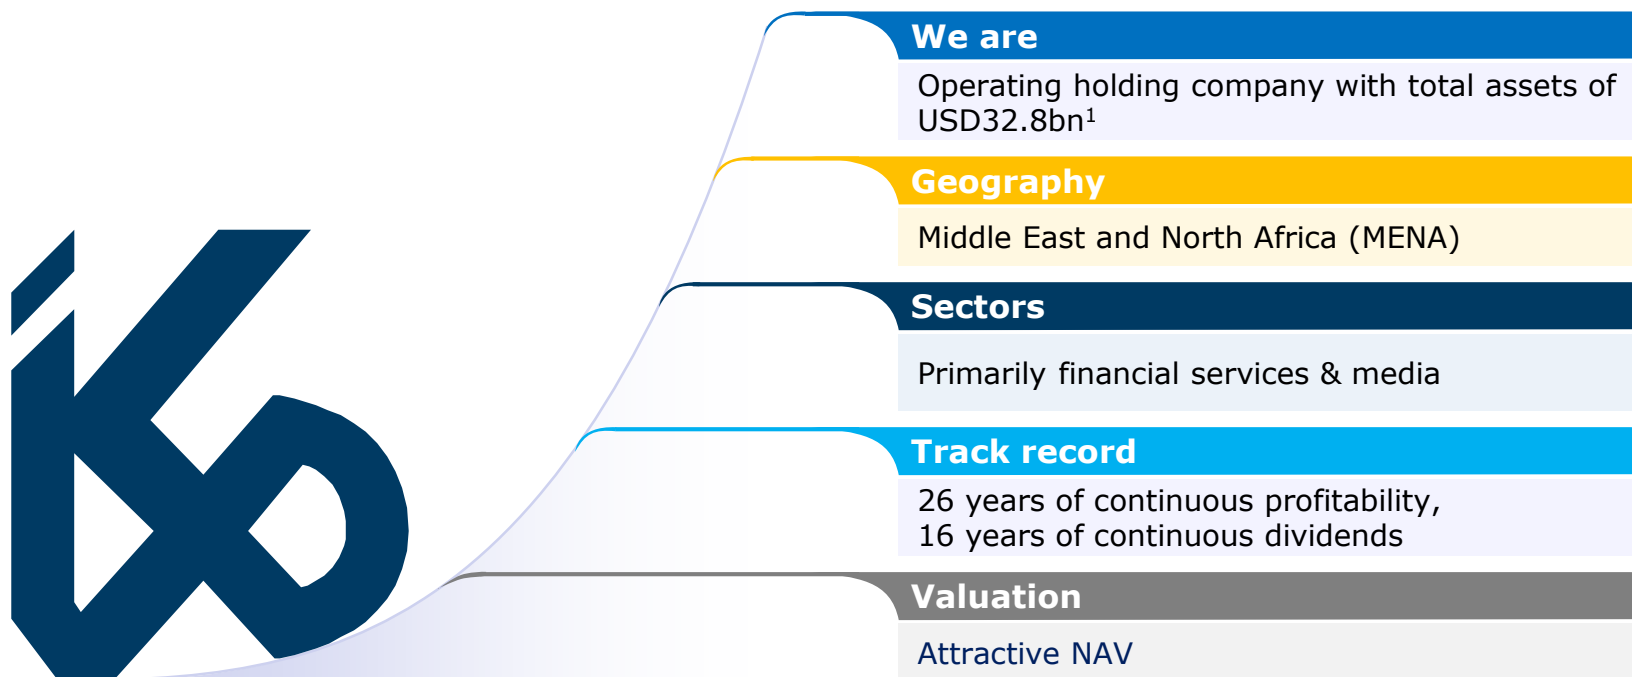 We are
Operating holding company with total assets of
USD32.8bn¹
Geography
Middle East and North Africa (MENA)
Sectors
Primarily financial services & media
Track record
26 years of continuous profitability,
16 years of continuous dividends
Valuation
Attractive NAV